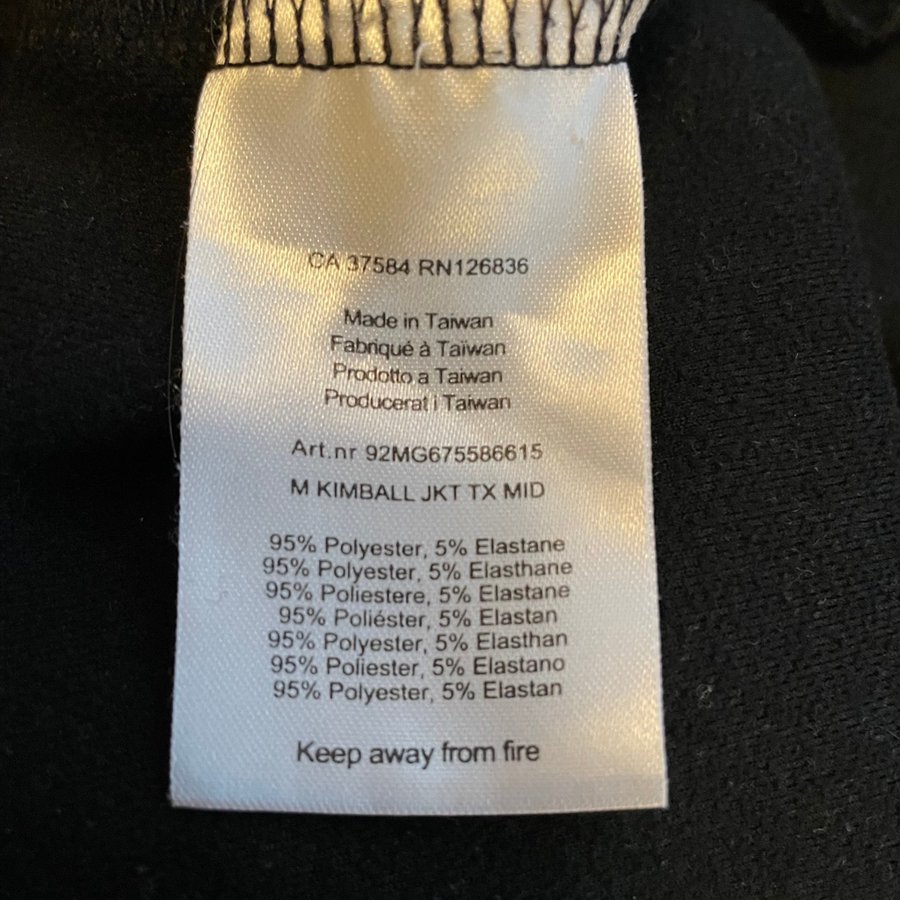 CA 37584 RN126836
Made in Taiwan
Fabriqué à Taïwan
Prodotto a Taiwan
Producerat i Taiwan
Art.nr 92MG675586615
M KIMBALL JKT TX MID
95% Polyester, 5% Elastane
95% Polyester, 5% Elasthane
95% Poliestere, 5% Elastane
95% Poliéster, 5% Elastan
95% Polyester, 5% Elasthan
95% Poliester, 5% Elastano
95% Polyester, 5% Elastan
Keep away from fire